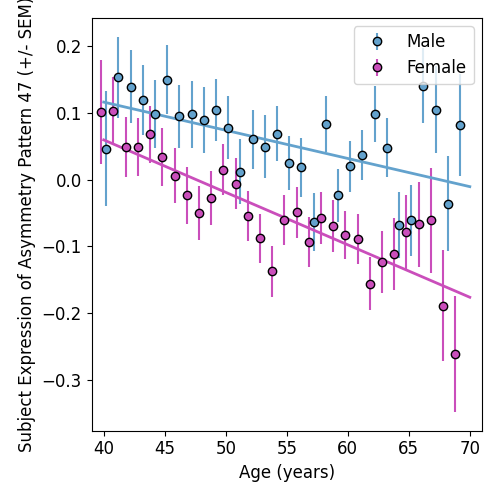 Subject Expression of Asymmetry Pattern 47 (+/- SEM)
0.2
0.1
0.0
−0.1
−0.2
−0.3
Male
Female
40 45 50 55 60 65 70
Age (years)